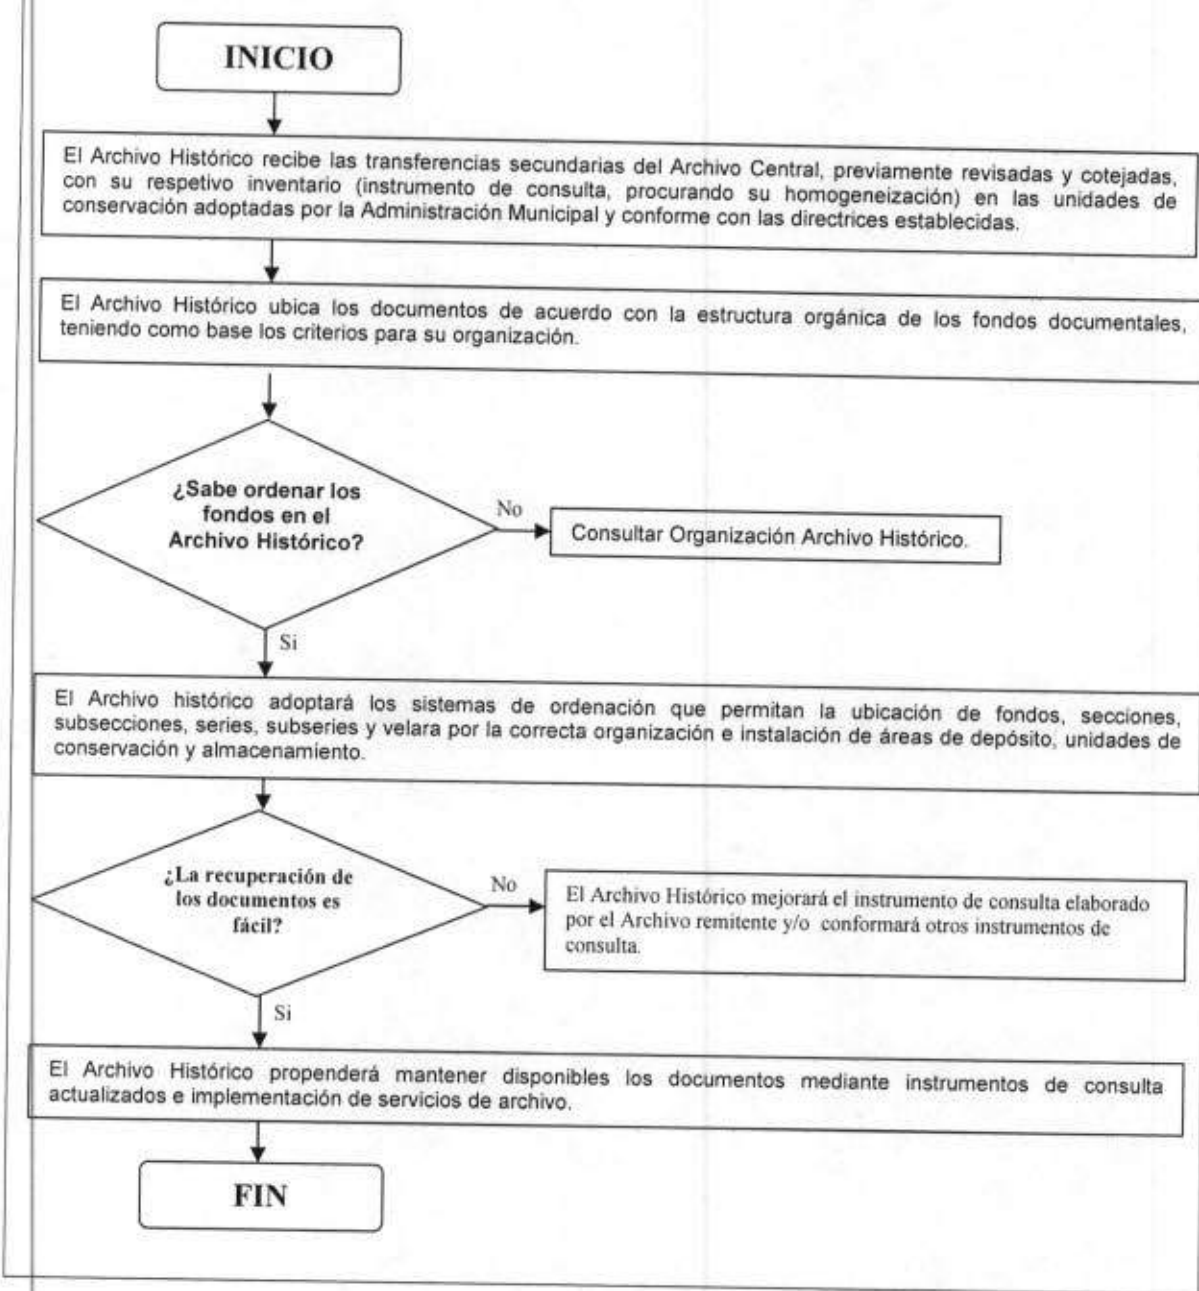 INICIO
El Archivo Histórico recibe las transferencias secundarias del Archivo Central, previamente revisadas y cotejadas,
con su respetivo inventario (instrumento de consulta, procurando su homogeneización) en las unidades de
conservación adoptadas por la Administración Municipal y conforme con las directrices establecidas.
El Archivo Histórico ubica los documentos de acuerdo con la estructura orgánica de los fondos documentales,
teniendo como base los criterios para su organización.
¿Sabe ordenar los
fondos en el
Archivo Histórico?
No
Consultar Organización Archivo Histórico.
Si
El Archivo histórico adoptará los sistemas de ordenación que permitan la ubicación de fondos, secciones,
subsecciones, series, subseries y velara por la correcta organización e instalación de áreas de depósito, unidades de
conservación y almacenamiento.
¿La recuperación de
los documentos es
fácil?
No
El Archivo Histórico mejorará el instrumento de consulta elaborado
por el Archivo remitente y/o conformará otros instrumentos de
consulta.
Si
El Archivo Histórico propenderá mantener disponibles los documentos mediante instrumentos de consulta
actualizados e implementación de servicios de archivo.
FIN